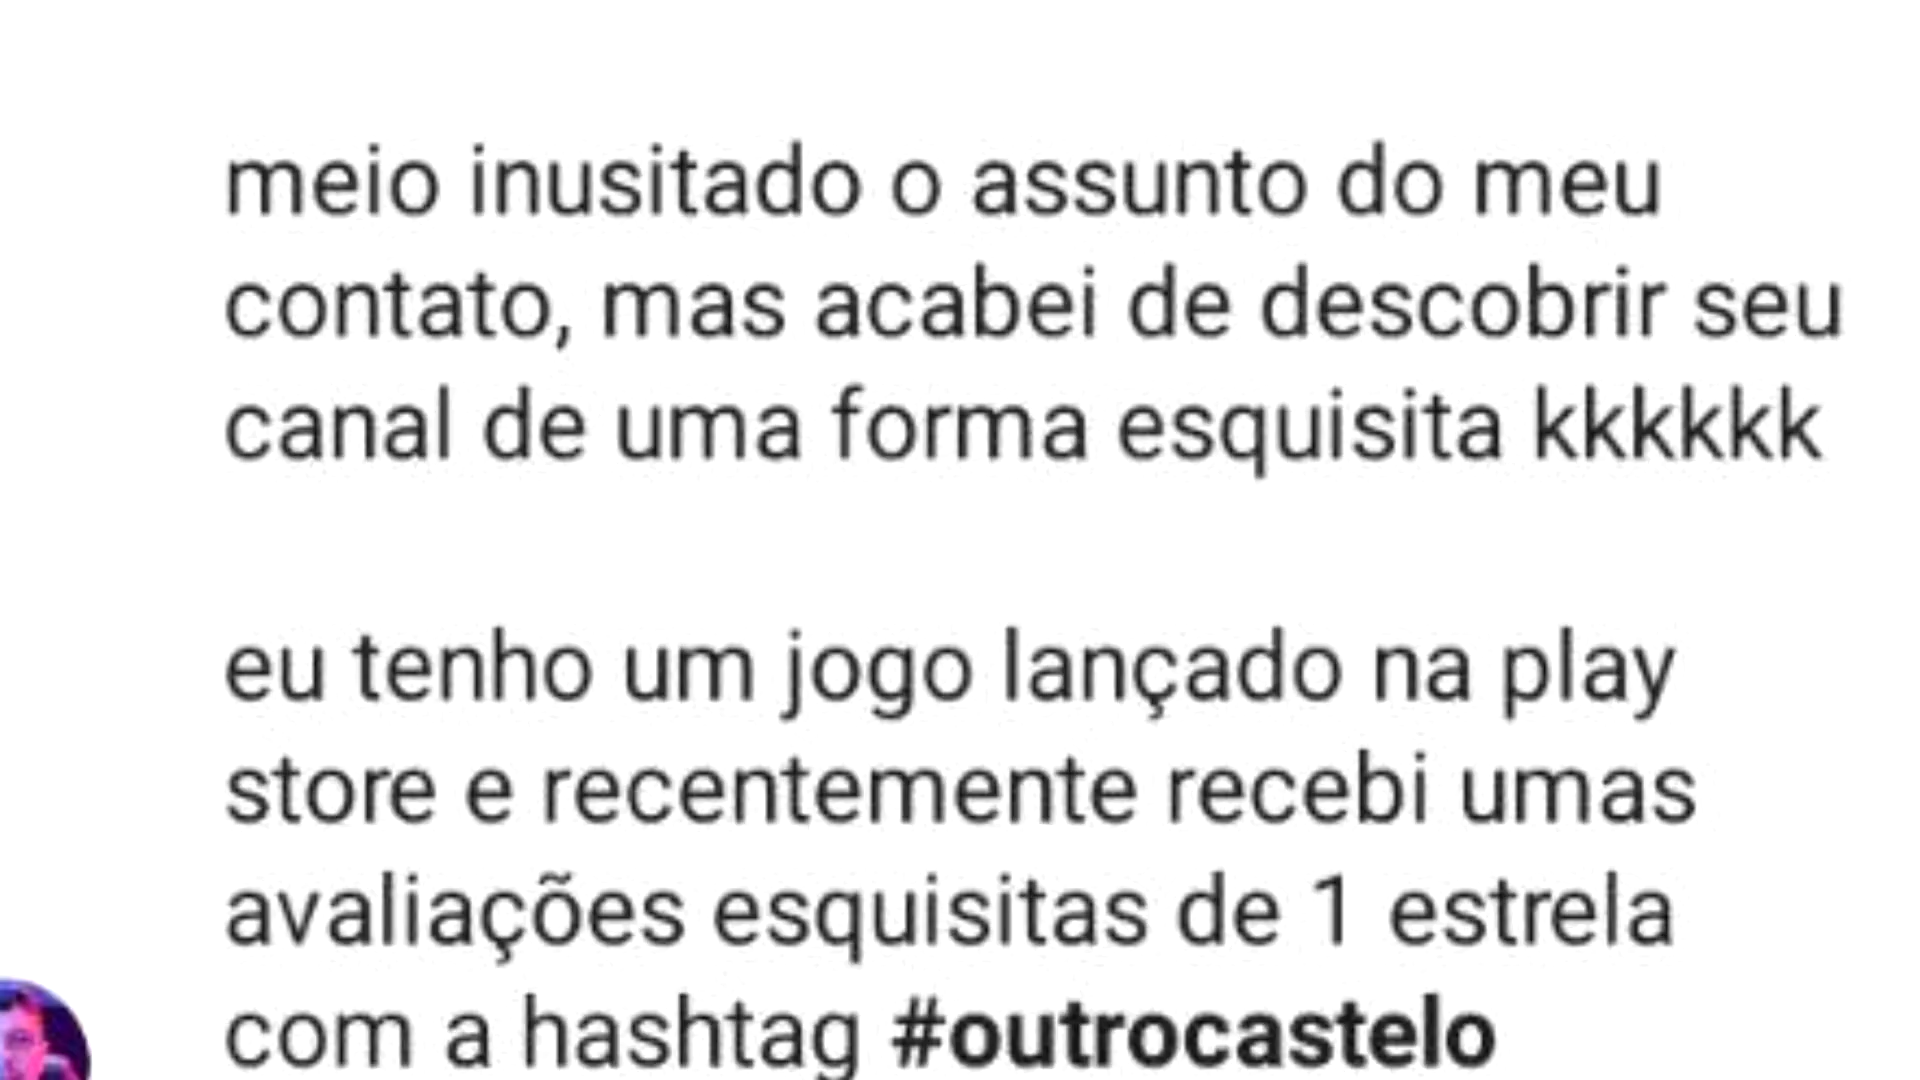 meio inusitado o assunto do meu
contato, mas acabei de descobrir seu
canal de uma forma esquisita kkkkkk
eu tenho um jogo lançado na play
store e recentemente recebi umas
avaliações esquisitas de 1 estrela
com a hashtag #outrocastelo